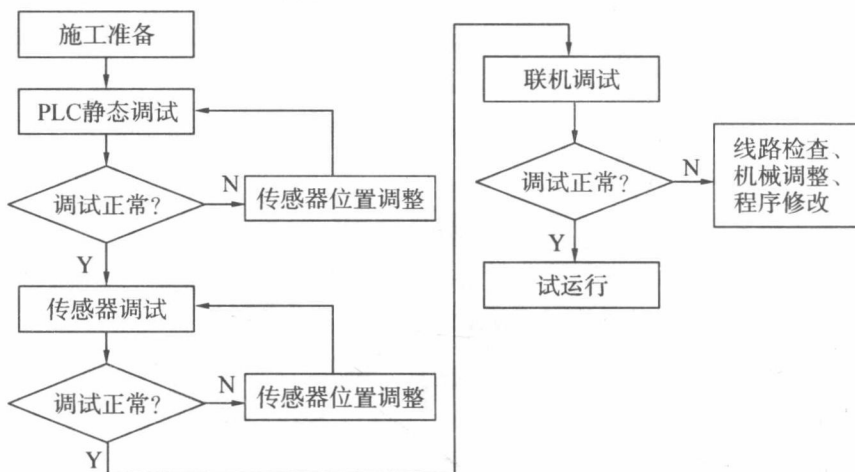 施工准备
PLC静态调试
调试正常?
N
传感器位置调整
Y
传感器调试
调试正常?
N
传感器位置调整
Y
联机调试
调试正常?
N
线路检查、
机械调整、
程序修改
Y
试运行